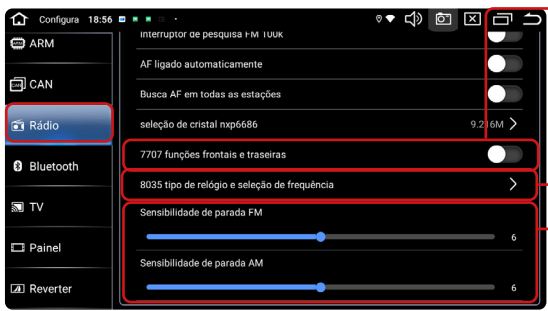 Configura 18:56
ARM
CAN
Rádio
Bluetooth
TV
Painel
Reverter
Interruptor de pesquisa FM 100K
AF ligado automaticamente
Busca AF em todas as estações
seleção de cristal nxp6686 9.216M
7707 funções frontais e traseiras
8035 tipo de relógio e seleção de frequência
Sensibilidade de parada FM
6
Sensibilidade de parada AM
6